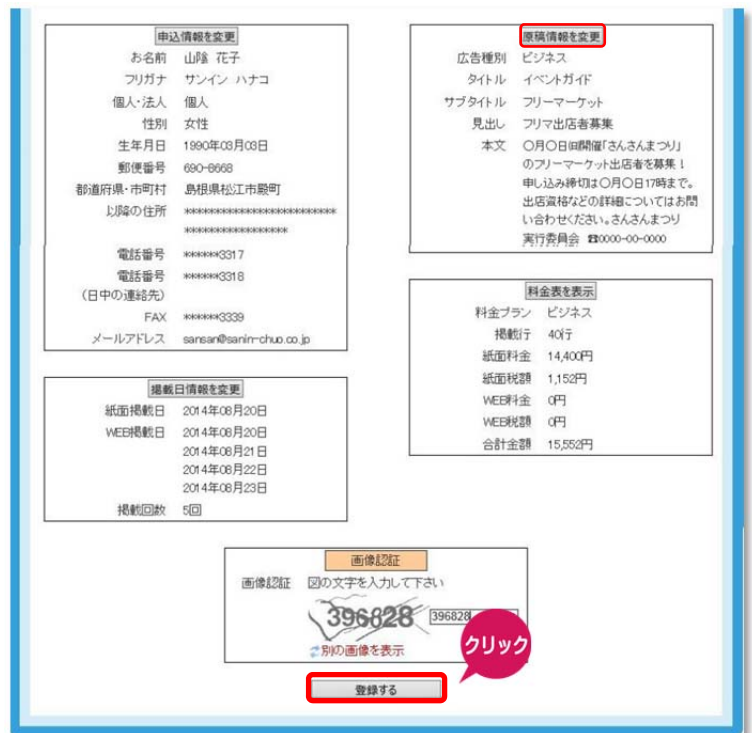 申込情報を変更
お名前 山陰 花子
フリガナ サンイン ハナコ
個人・法人 個人
性別 女性
生年月日 1990年03月03日
郵便番号 690-8668
都道府県・市町村 島根県松江市殿町
以降の住所 **************************
******************
電話番号 ******3317
電話番号 ******3318
(日中の連絡先)
FAX ******3339
メールアドレス sansan@sanin-chuo.co.jp
掲載日情報を変更
紙面掲載日 2014年08月20日
WEB掲載日 2014年08月20日
2014年08月21日
2014年08月22日
2014年08月23日
掲載回数 5回
原稿情報を変更
広告種別 ビジネス
タイトル イベントガイド
サブタイトル フリーマーケット
見出し フリマ出店者募集
本文 〇月〇日㈰開催「さんさんまつり」
のフリーマーケット出店者を募集！
申し込み締切は〇月〇日17時まで。
出店資格などの詳細についてはお問
い合わせください。さんさんまつり
実行委員会 ☎0000-00-0000
料金表を表示
料金プラン ビジネス
掲載行 40行
紙面料金 14,400円
紙面税額 1,152円
WEB料金 0円
WEB税額 0円
合計金額 15,552円
画像認証
画像認証 図の文字を入力して下さい
396828 396828
別の画像を表示
クリック
登録する